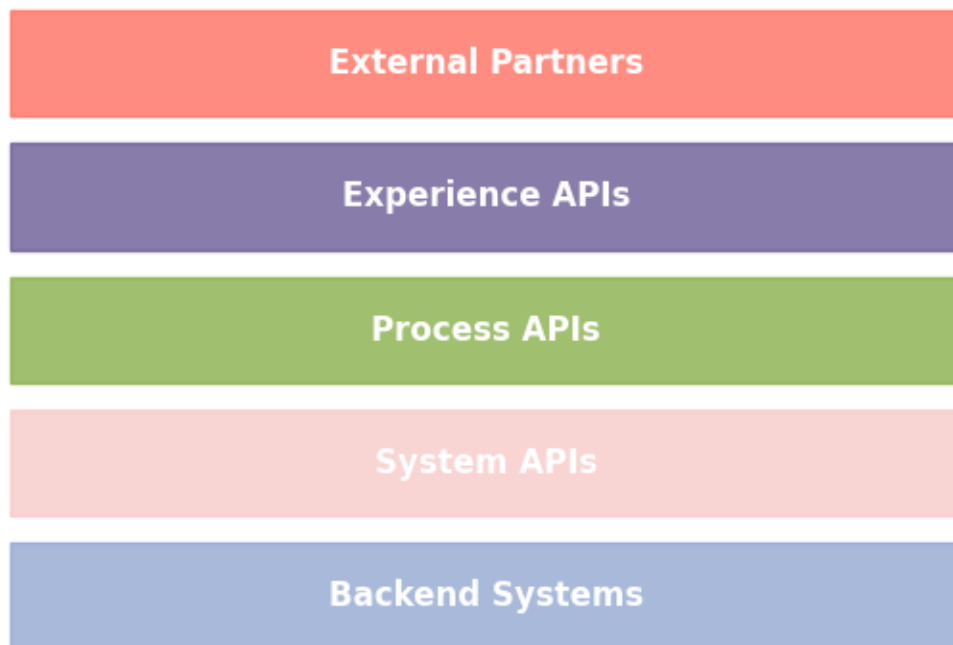 External Partners
Experience APIs
Process APIs
System APIs
Backend Systems